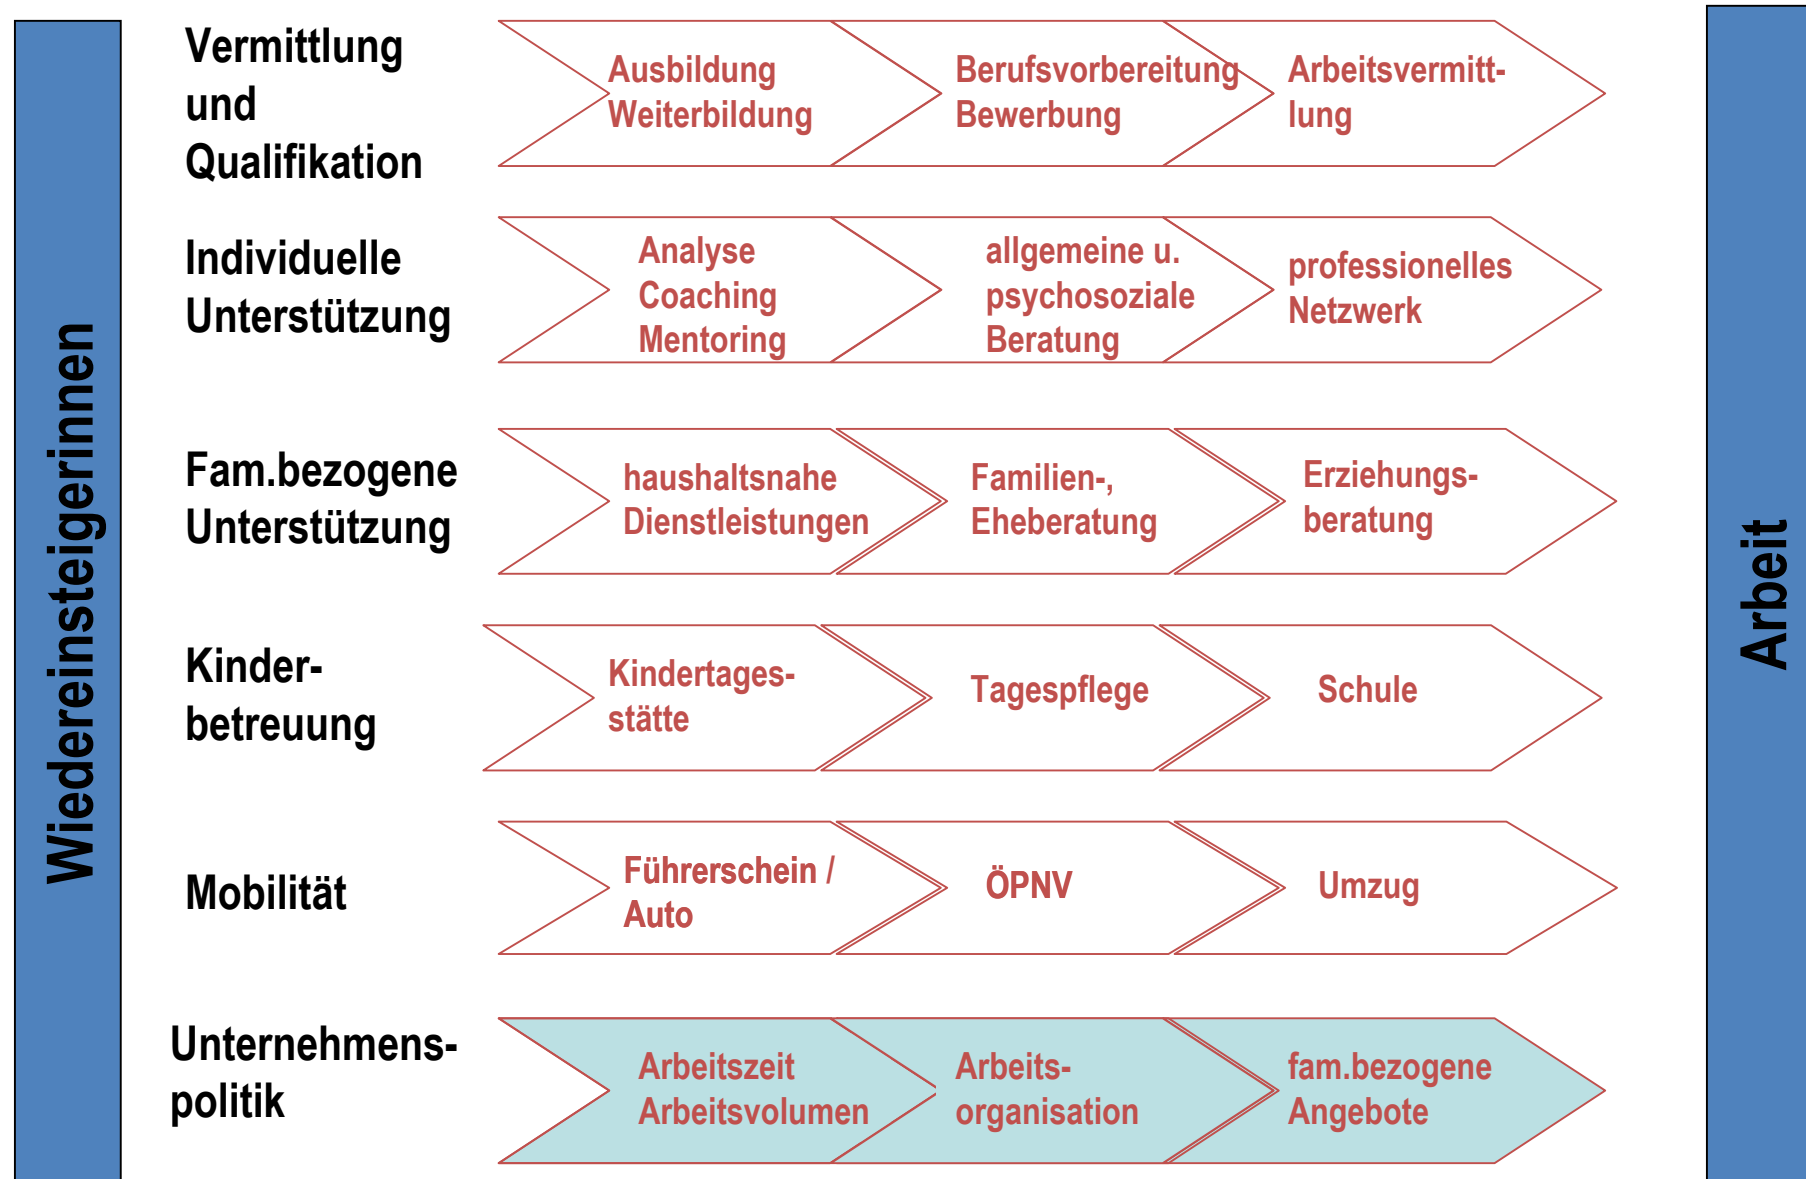 Wiedereinsteigerinnen
Vermittlung
und
Qualifikation
Ausbildung
Weiterbildung
Berufsvorbereitung
Bewerbung
Arbeitsvermitt-
lung
Individuelle
Unterstützung
Analyse
Coaching
Mentoring
allgemeine u.
psychosoziale
Beratung
professionelles
Netzwerk
Fam.bezogene
Unterstützung
haushaltsnahe
Dienstleistungen
Familien-,
Eheberatung
Erziehungs-
beratung
Kinder-
betreuung
Kindertages-
stätte
Tagespflege
Schule
Mobilität
Führerschein /
Auto
ÖPNV
Umzug
Unternehmens-
politik
Arbeitszeit
Arbeitsvolumen
Arbeits-
organisation
fam.bezogene
Angebote
Arbeit